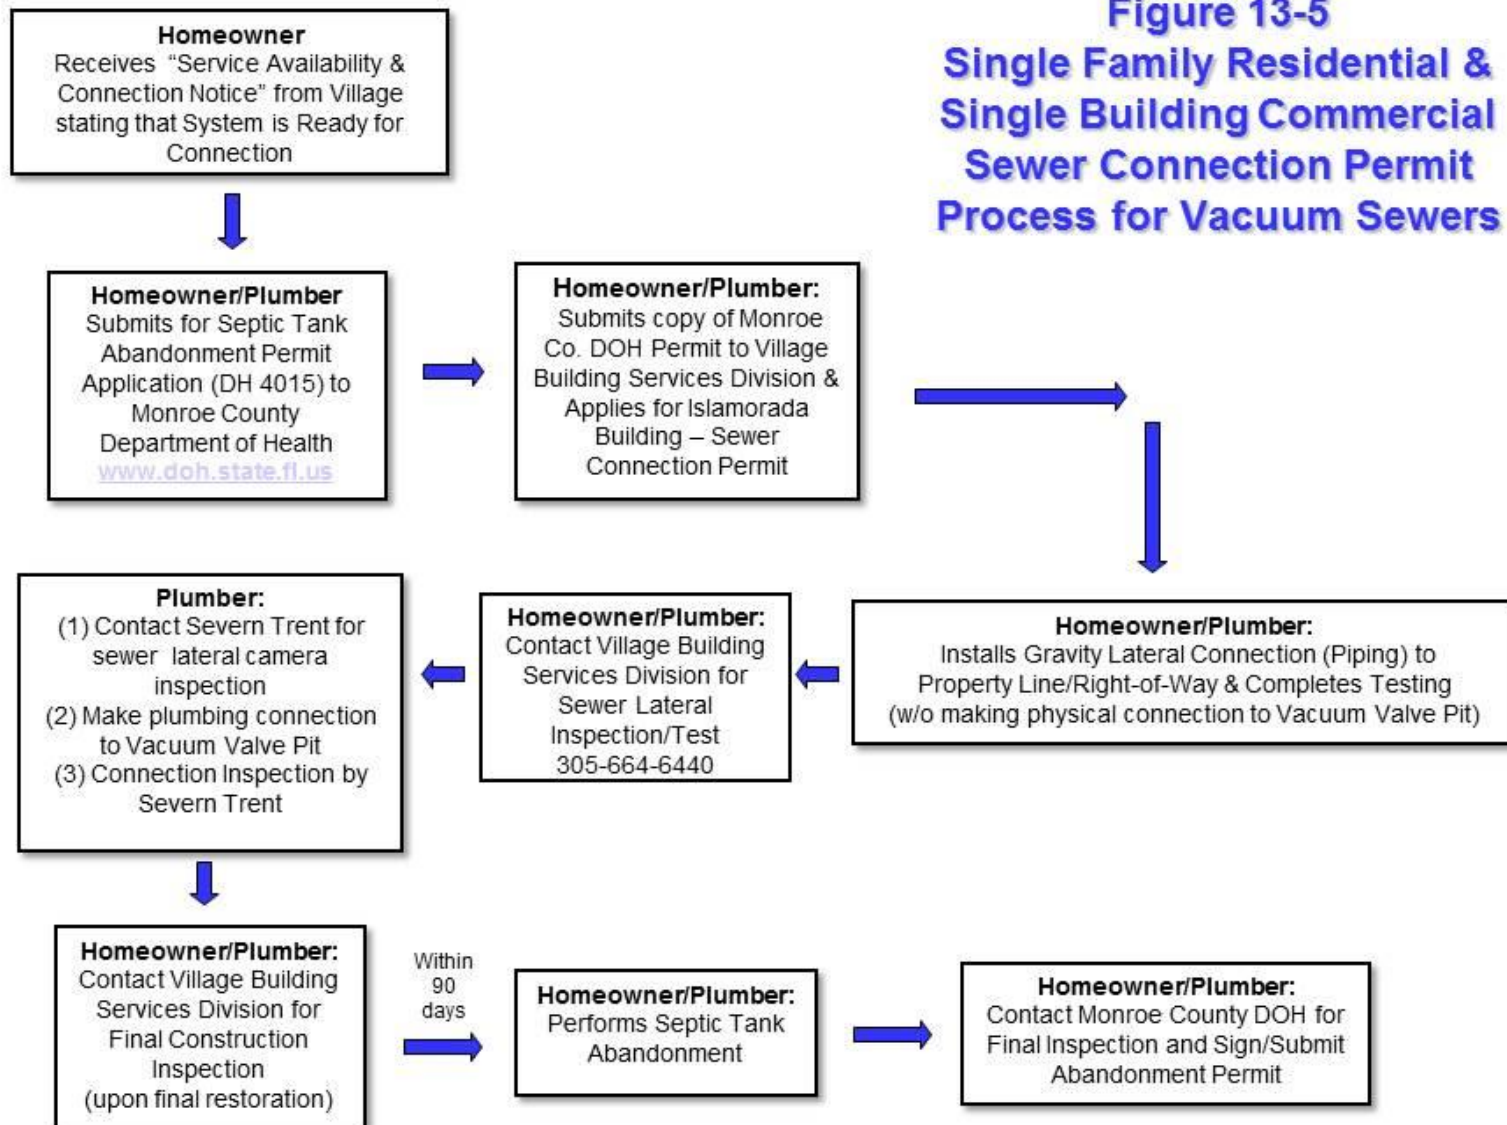 Figure 13-5
Single Family Residential &
Single Building Commercial
Sewer Connection Permit
Process for Vacuum Sewers
Homeowner
Receives “Service Availability &
Connection Notice” from Village
stating that System is Ready for
Connection
Homeowner/Plumber
Submits for Septic Tank
Abandonment Permit
Application (DH 4015) to
Monroe County
Department of Health
www.doh.state.fl.us
Homeowner/Plumber:
Submits copy of Monroe
Co. DOH Permit to Village
Building Services Division &
Applies for Islamorada
Building – Sewer
Connection Permit
Homeowner/Plumber:
Installs Gravity Lateral Connection (Piping) to
Property Line/Right-of-Way & Completes Testing
(w/o making physical connection to Vacuum Valve Pit)
Homeowner/Plumber:
Contact Village Building
Services Division for
Sewer Lateral
Inspection/Test
305-664-6440
Plumber:
(1) Contact Severn Trent for
sewer lateral camera
inspection
(2) Make plumbing connection
to Vacuum Valve Pit
(3) Connection Inspection by
Severn Trent
Homeowner/Plumber:
Contact Village Building
Services Division for
Final Construction
Inspection
(upon final restoration)
Within
90
days
Homeowner/Plumber:
Performs Septic Tank
Abandonment
Homeowner/Plumber:
Contact Monroe County DOH for
Final Inspection and Sign/Submit
Abandonment Permit